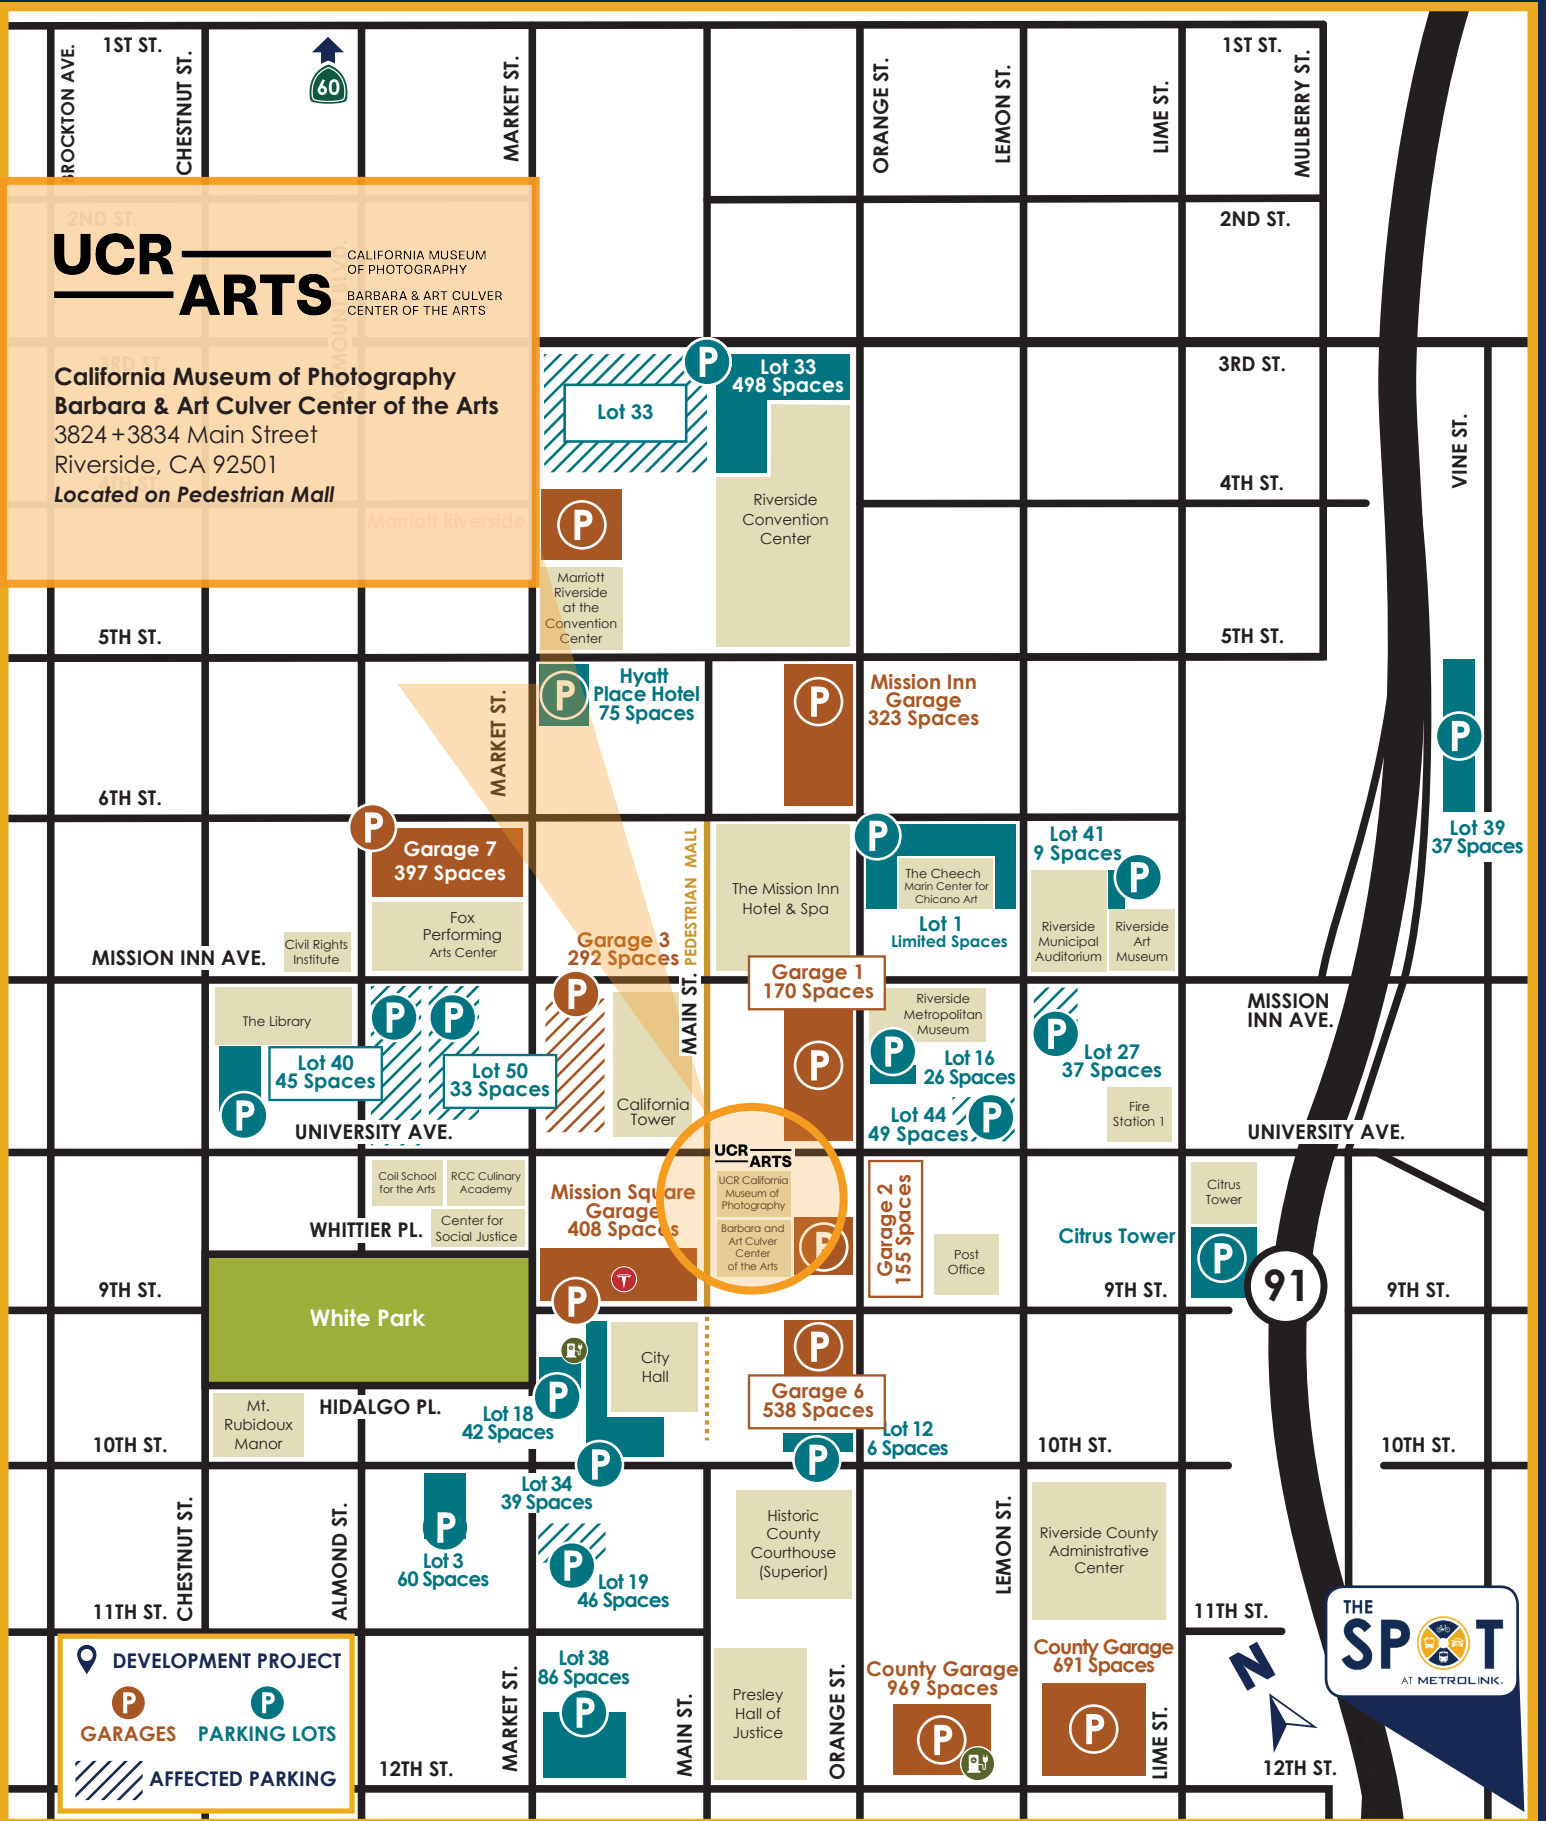 1ST ST.
BROCKTON AVE.
CHESTNUT ST.
60
MARKET ST.
ORANGE ST.
LEMON ST.
LIME ST.
1ST ST.
MULBERRY ST.
2ND ST.
2ND ST.
UCR
ARTS
CALIFORNIA MUSEUM
OF PHOTOGRAPHY
BARBARA & ART CULVER
CENTER OF THE ARTS
3RD ST.
California Museum of Photography
Barbara & Art Culver Center of the Arts
3824+3834 Main Street
Riverside, CA 92501
Located on Pedestrian Mall
4TH ST.
Marriott Riverside
P
Lot 33
498 Spaces
Lot 33
3RD ST.
VINE ST.
4TH ST.
P
Riverside
Convention
Center
Marriott
Riverside
at the
Convention
Center
5TH ST.
5TH ST.
P
Hyatt
Place Hotel
75 Spaces
P
Mission Inn
Garage
323 Spaces
MARKET ST.
P
Lot 39
37 Spaces
6TH ST.
P
Garage 7
397 Spaces
Fox
Performing
Arts Center
Civil Rights
Institute
MISSION INN AVE.
Garage 3
292 Spaces
P
PEDESTRIAN MALL
MAIN ST.
The Mission Inn
Hotel & Spa
P
The Cheech
Marin Center for
Chicano Art
Lot 1
Limited Spaces
Lot 41
9 Spaces
P
Riverside
Municipal
Auditorium
Riverside
Art
Museum
Garage 1
170 Spaces
P
The Library
P
P
Lot 40
45 Spaces
Lot 50
33 Spaces
P
UNIVERSITY AVE.
California
Tower
Riverside
Metropolitan
Museum
P
Lot 16
26 Spaces
Lot 44
49 Spaces
P
P
Lot 27
37 Spaces
Fire
Station 1
MISSION
INN AVE.
UNIVERSITY AVE.
Coil School
for the Arts
RCC Culinary
Academy
WHITTIER PL.
Center for
Social Justice
Mission Square
Garage
408 Spaces
P
UCR
ARTS
UCR California
Museum of
Photography
Barbara and
Art Culver
Center
of the Arts
P
Garage 2
155 Spaces
Post
Office
Citrus
Tower
Citrus Tower
P
91
9TH ST.
9TH ST.
9TH ST.
White Park
City
Hall
P
Garage 6
538 Spaces
Mt.
Rubidoux
Manor
HIDALGO PL.
P
Lot 18
42 Spaces
P
Lot 12
6 Spaces
P
10TH ST.
10TH ST.
10TH ST.
Lot 34
39 Spaces
P
Lot 3
60 Spaces
P
Lot 19
46 Spaces
Historic
County
Courthouse
(Superior)
LEMON ST.
Riverside County
Administrative
Center
CHESTNUT ST.
ALMOND ST.
11TH ST.
11TH ST.
THE
SPOT
AT METROLINK.
N
DEVELOPMENT PROJECT
P
GARAGES
P
PARKING LOTS
AFFECTED PARKING
12TH ST.
MARKET ST.
Lot 38
86 Spaces
P
MAIN ST.
Presley
Hall of
Justice
ORANGE ST.
County Garage
969 Spaces
P
County Garage
691 Spaces
P
LIME ST.
12TH ST.